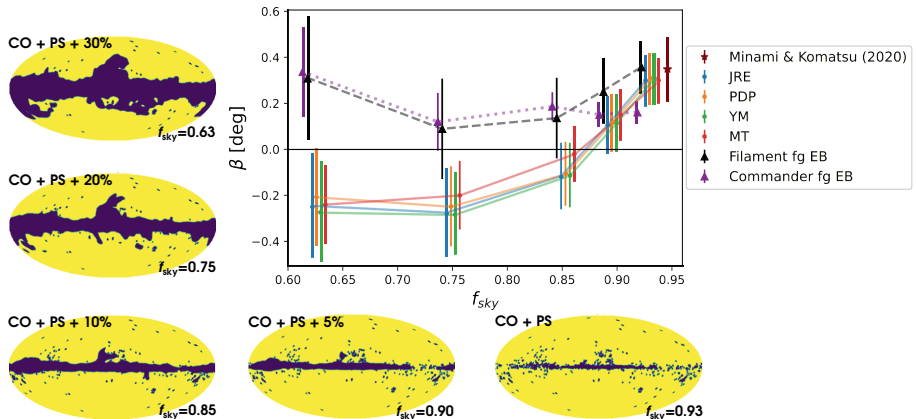 CO + PS + 30%
f_sky=0.63
CO + PS + 20%
f_sky=0.75
CO + PS + 10%
f_sky=0.85
CO + PS + 5%
f_sky=0.90
CO + PS
f_sky=0.93
β [deg]
0.6
0.4
0.2
0.0
−0.2
−0.4
0.60 0.65 0.70 0.75 0.80 0.85 0.90 0.95
f_sky
Minami & Komatsu (2020)
JRE
PDP
YM
MT
Filament fg EB
Commander fg EB